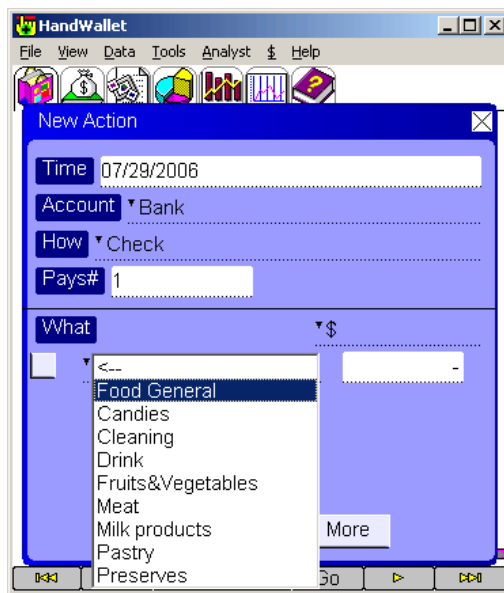 HandWallet
File View Data Tools Analyst $ Help
New Action
Time 07/29/2006
Account Bank
How Check
Pays# 1
What $
<-- -
Food General
Candies
Cleaning
Drink
Fruits&Vegetables
Meat
Milk products
More
Pastry
Preserves